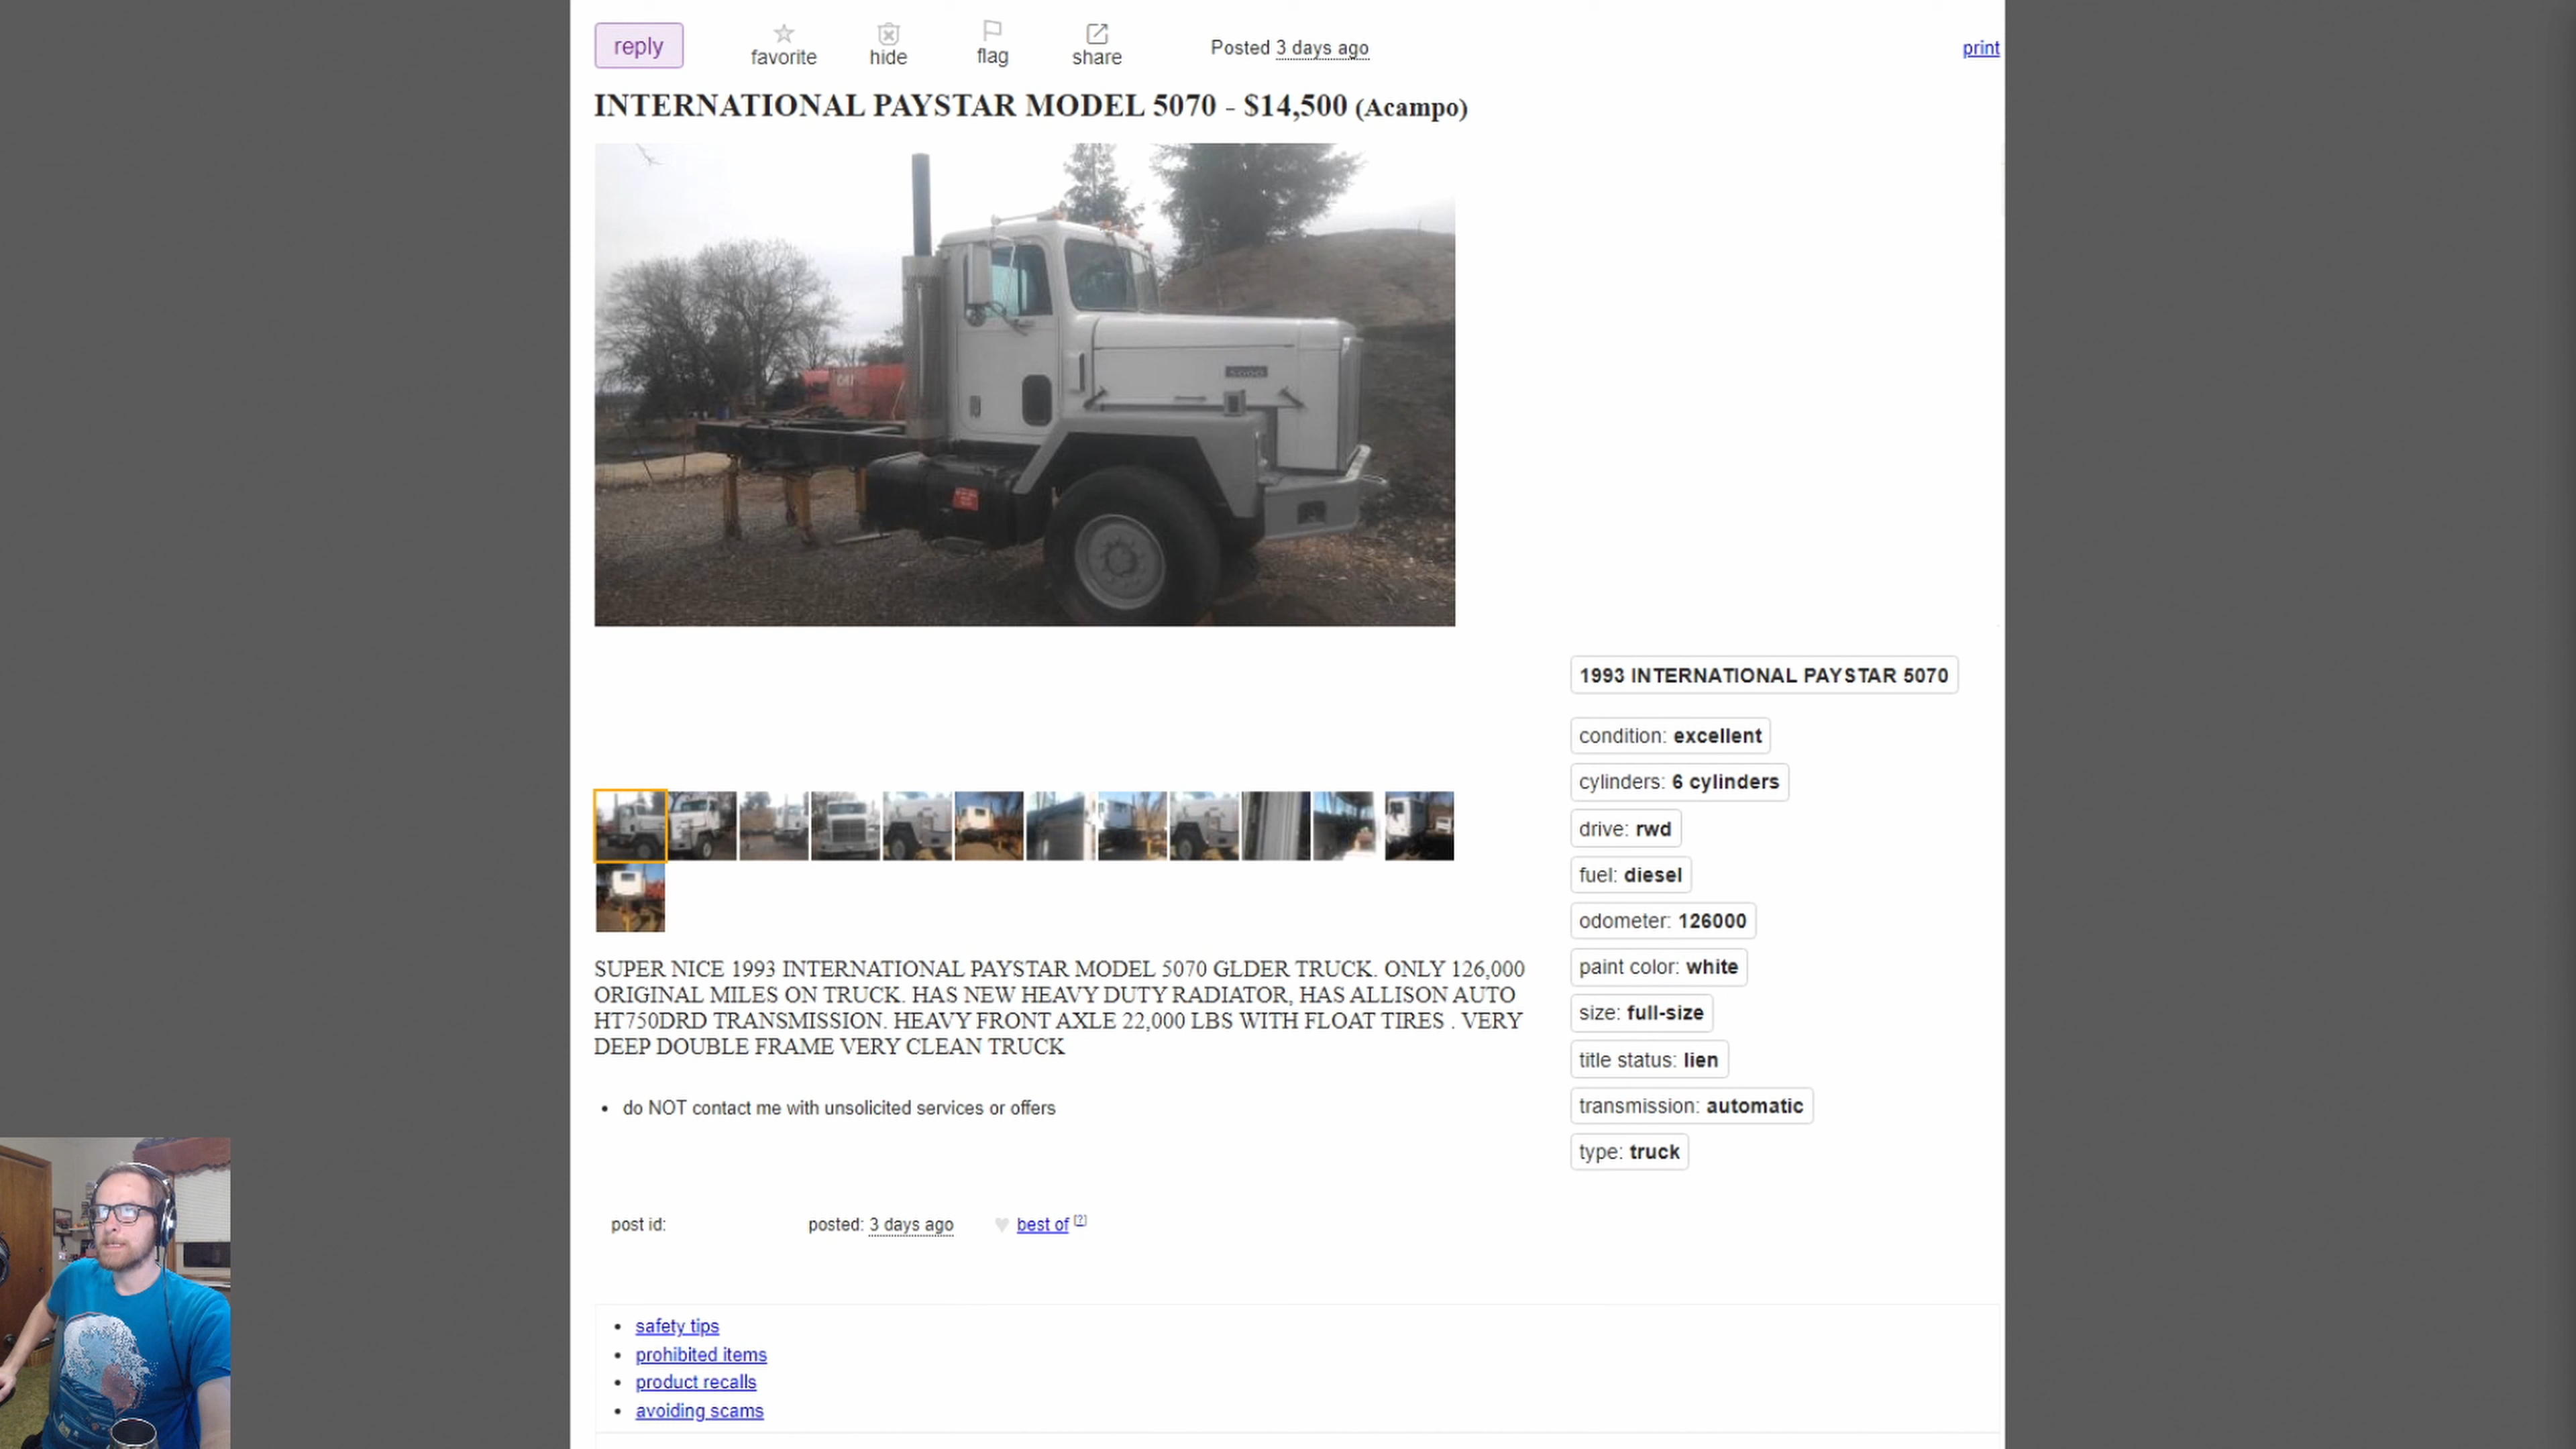 reply
favorite
hide
flag
share
Posted 3 days ago
print
INTERNATIONAL PAYSTAR MODEL 5070 - $14,500 (Acampo)
5000
1993 INTERNATIONAL PAYSTAR 5070
condition: excellent
cylinders: 6 cylinders
drive: rwd
fuel: diesel
odometer: 126000
paint color: white
size: full-size
title status: lien
transmission: automatic
type: truck
SUPER NICE 1993 INTERNATIONAL PAYSTAR MODEL 5070 GLDER TRUCK. ONLY 126,000
ORIGINAL MILES ON TRUCK. HAS NEW HEAVY DUTY RADIATOR, HAS ALLISON AUTO
HT750DRD TRANSMISSION. HEAVY FRONT AXLE 22,000 LBS WITH FLOAT TIRES . VERY
DEEP DOUBLE FRAME VERY CLEAN TRUCK
• do NOT contact me with unsolicited services or offers
post id:
posted: 3 days ago
♥ best of [?]
• safety tips
• prohibited items
• product recalls
• avoiding scams